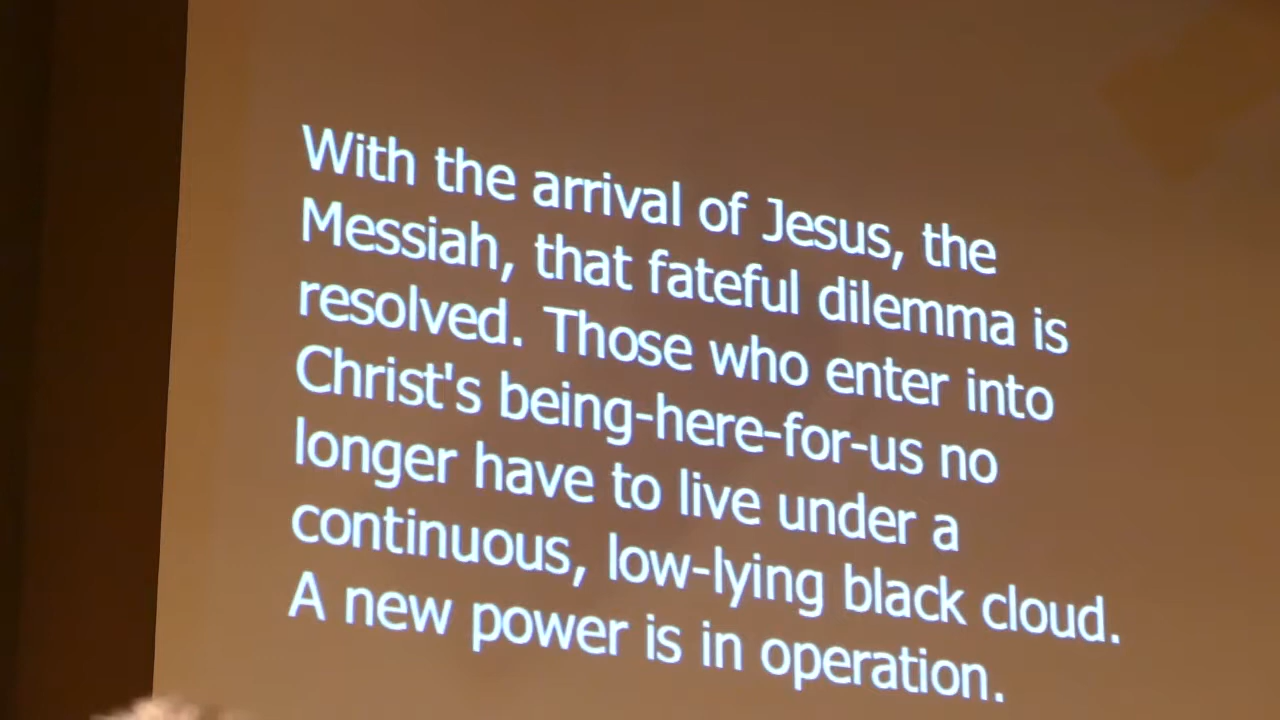 With the arrival of Jesus, the
Messiah, that fateful dilemma is
resolved. Those who enter into
Christ's being-here-for-us no
longer have to live under a
continuous, low-lying black cloud.
A new power is in operation.